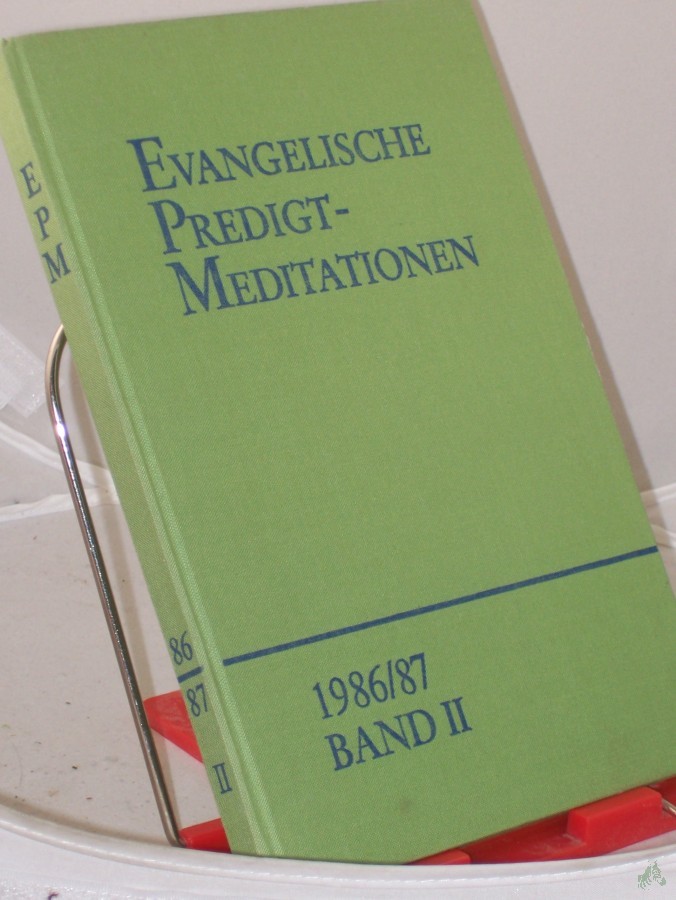 EVANGELISCHE
PREDIGT-
MEDITATIONEN
1986/87
BAND II
E
P
M
86
87
II